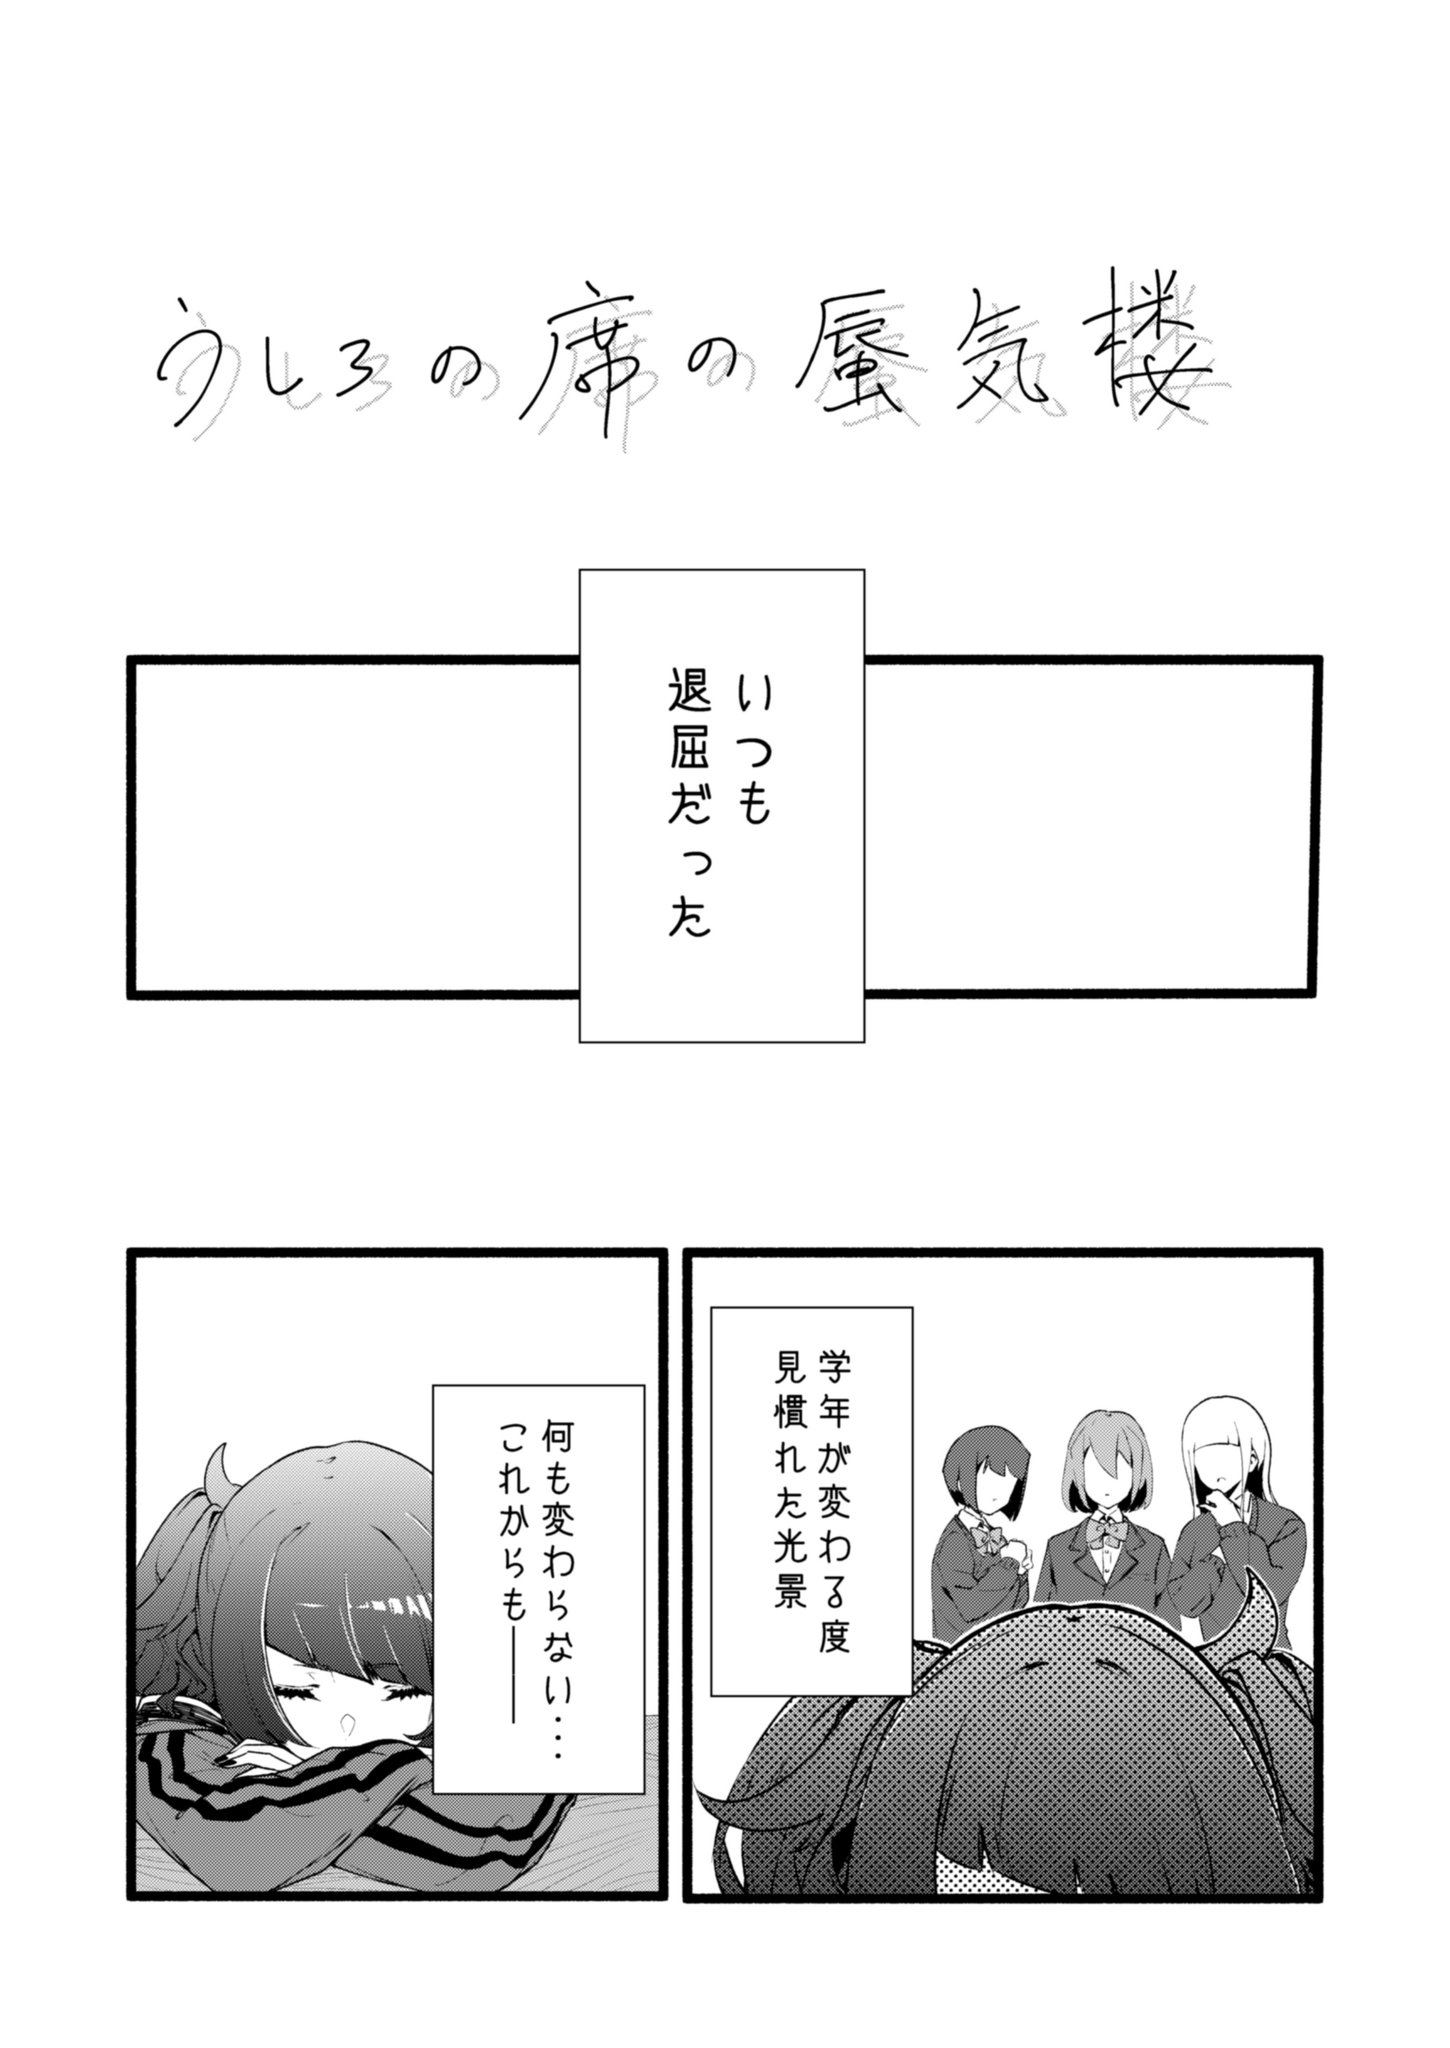 うしろの席の蜃気楼
いつも
退屈だった
学年が変わる度
見慣れた光景
何も変わらない・・・
これからも――